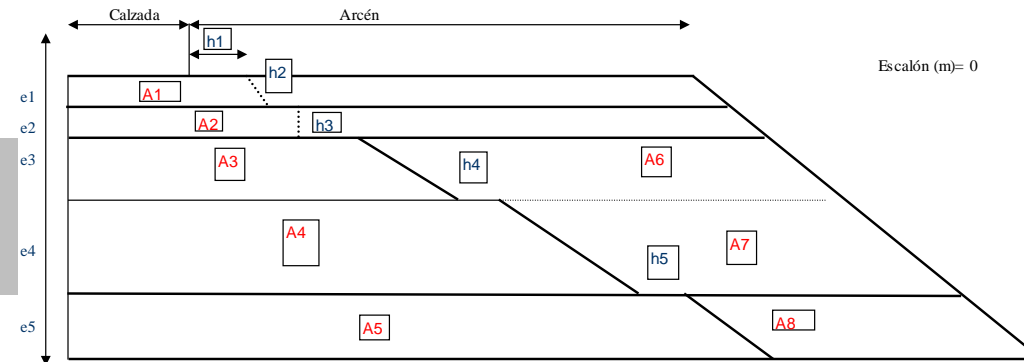 Calzada
Arcén
h1
h2
Escalón (m)= 0
e1
A1
e2
A2
h3
e3
A3
h4
A6
e4
A4
h5
A7
e5
A5
A8